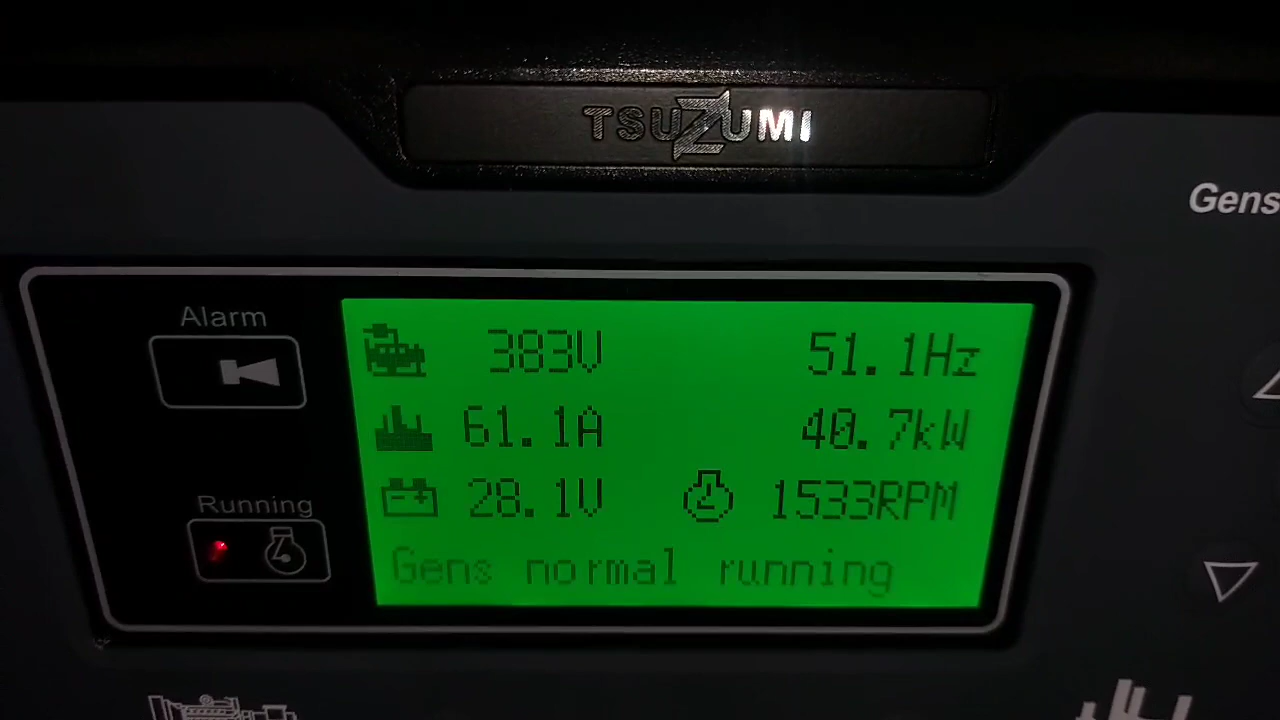 TSUZUMI
Gens
Alarm
383V 51.1Hz
61.1A 40.7kW
28.1V 1533RPM
Running
Gens normal running